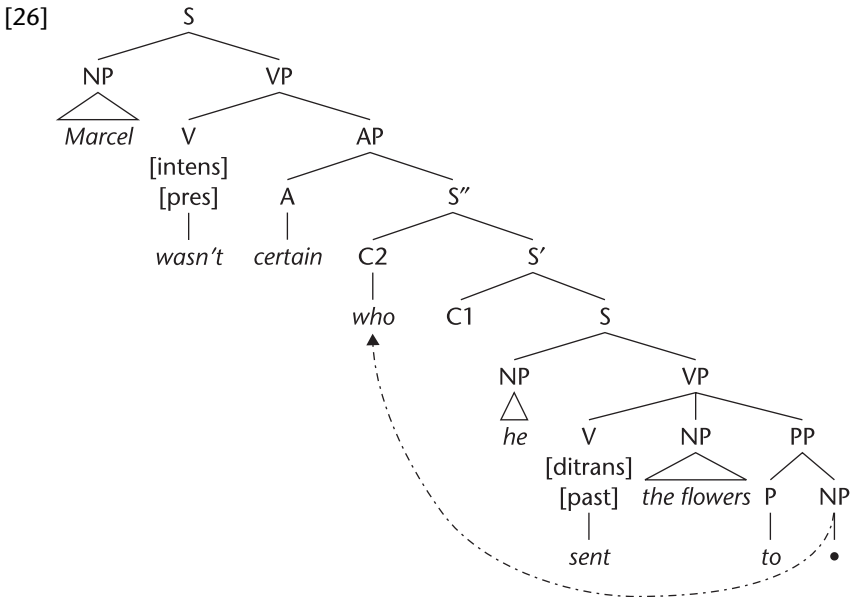 [26]
S
NP VP
Marcel V AP
[intens]
[pres] A S″
wasn't certain C2 S′
who C1 S
NP VP
he V NP PP
[ditrans]
[past] the flowers P NP
sent to •